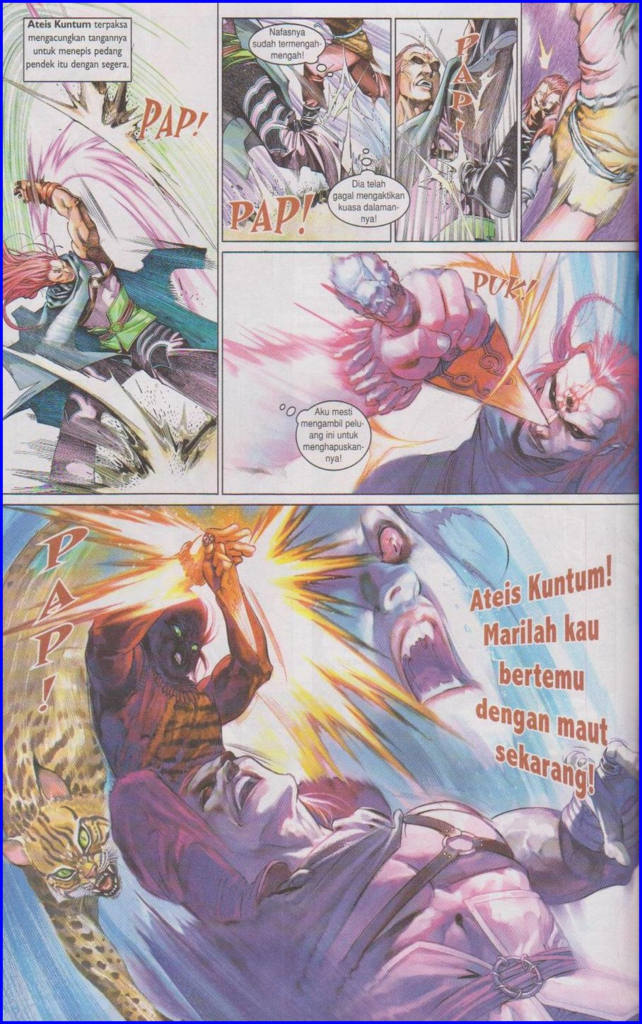 Ateis Kuntum terpaksa
mengacungkan tangannya
untuk menepis pedang
pendek itu dengan segera.
PAP!
Nafasnya
sudah termengah-
mengah!
PAP!
Dia telah
gagal mengaktikan
kuasa dalaman-
nya!
PAP!
PUK!
Aku mesti
mengambil pelu-
ang ini untuk
menghapuskan-
nya!
PAP!
Ateis Kuntum!
Marilah kau
bertemu
dengan maut
sekarang!